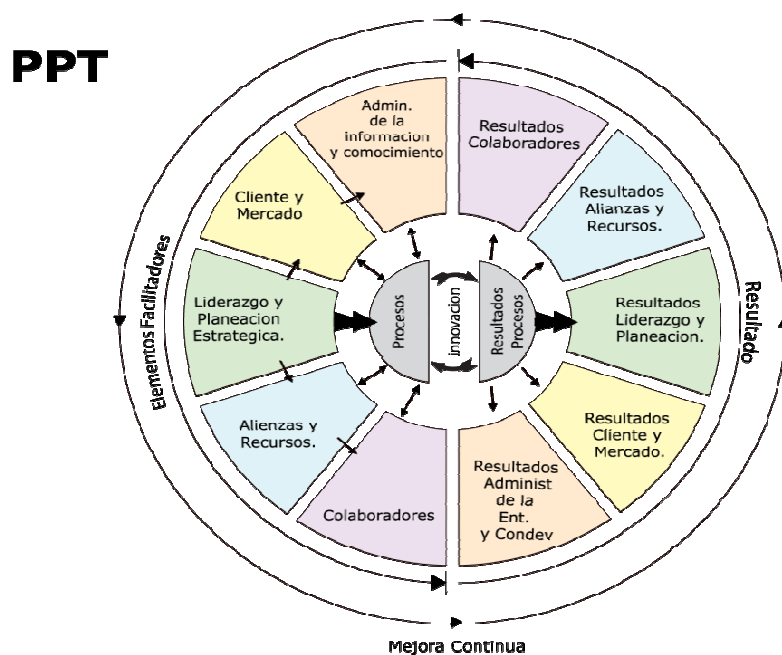 PPT
Admin.
de la
informacion
y comocimiento
Resultados
Colaboradores
Cliente y
Mercado
Resultados
Alianzas y
Recursos.
Elementos Facilitadores
Liderazgo y
Planeacion
Estrategica.
Procesos
innovacion
Resultados
Procesos
Resultados
Liderazgo y
Planeacion.
Resultado
Alienzas y
Recursos.
Resultados
Cliente y
Mercado.
Colaboradores
Resultados
Administ
de la
Ent.
y Condev
Mejora Continua